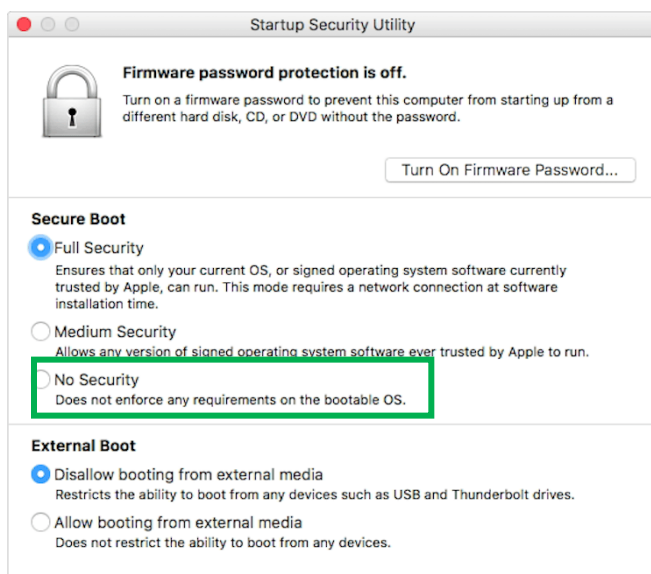 Startup Security Utility
Firmware password protection is off.
Turn on a firmware password to prevent this computer from starting up from a
different hard disk, CD, or DVD without the password.
Turn On Firmware Password...
Secure Boot
Full Security
Ensures that only your current OS, or signed operating system software currently
trusted by Apple, can run. This mode requires a network connection at software
installation time.
Medium Security
Allows any version of signed operating system software ever trusted by Apple to run.
No Security
Does not enforce any requirements on the bootable OS.
External Boot
Disallow booting from external media
Restricts the ability to boot from any devices such as USB and Thunderbolt drives.
Allow booting from external media
Does not restrict the ability to boot from any devices.